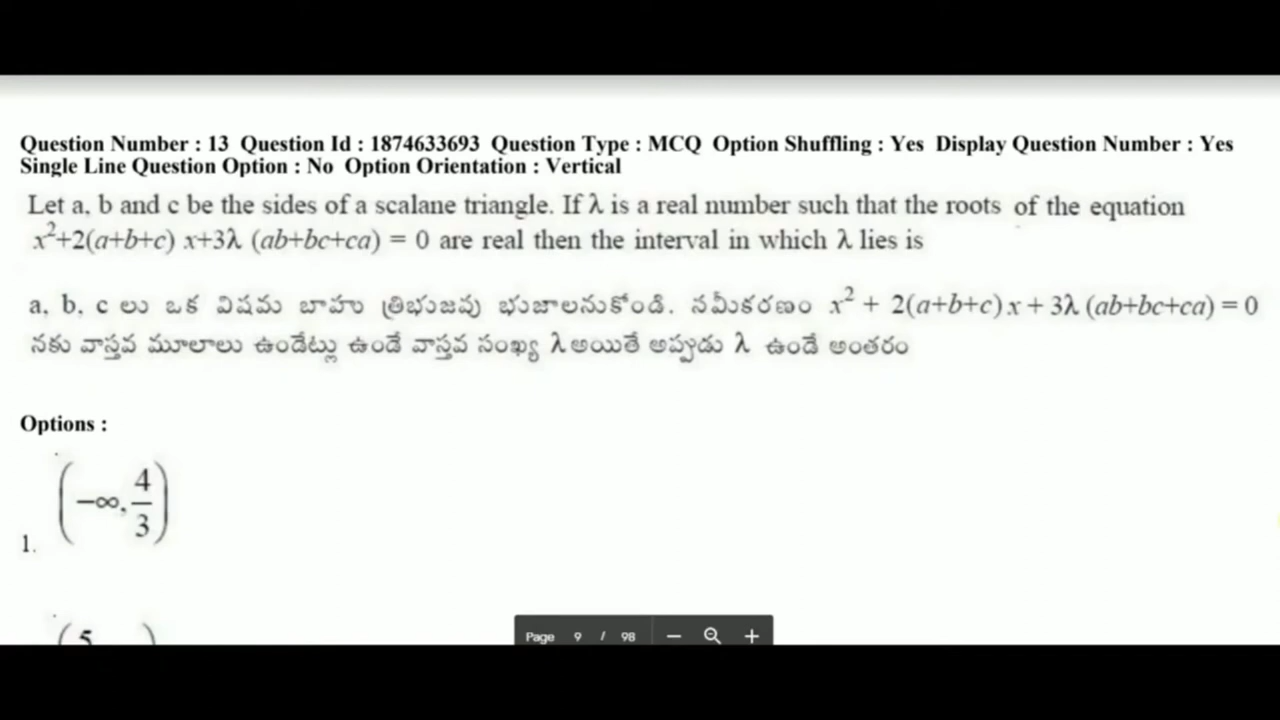 Question Number : 13 Question Id : 1874633693 Question Type : MCQ Option Shuffling : Yes Display Question Number : Yes
Single Line Question Option : No Option Orientation : Vertical
Let a, b and c be the sides of a scalane triangle. If λ is a real number such that the roots of the equation
x²+2(a+b+c) x+3λ (ab+bc+ca) = 0 are real then the interval in which λ lies is
a, b, c లు ఒక విషమ బాహు త్రిభుజపు భుజాలనుకోండి. సమీకరణం x² + 2(a+b+c) x + 3λ (ab+bc+ca) = 0
నకు వాస్తవ మూలాలు ఉండేట్లు ఉండే వాస్తవ సంఖ్య λ అయితే అప్పుడు λ ఉండే అంతరం
Options :
(−∞, 4/3)
1.
(5 )
Page 9 / 98 − +